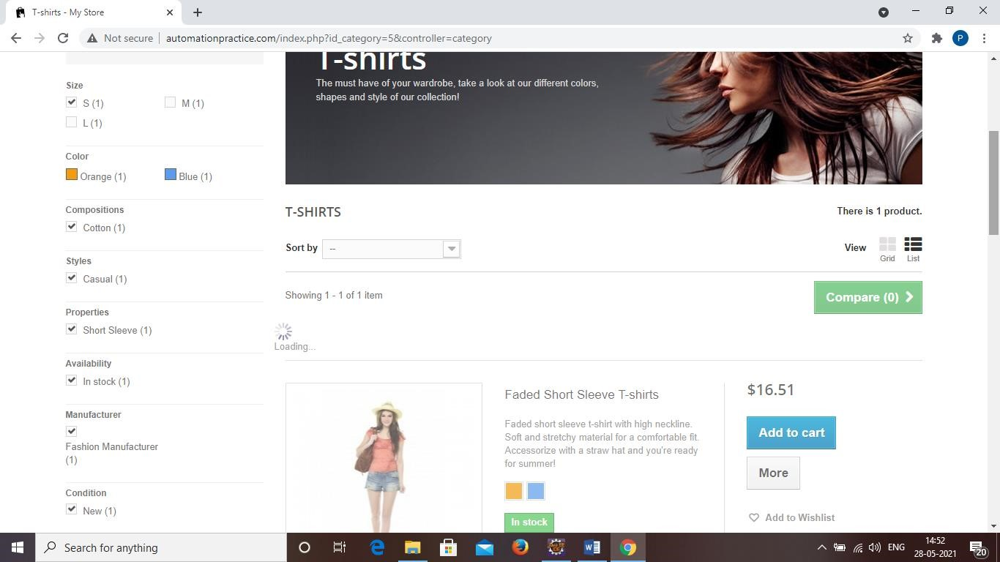 T-shirts - My Store
Not secure
automationpractice.com/index.php?id_category=5&controller=category
P
T-shirts
The must have of your wardrobe, take a look at our different colors,
shapes and style of our collection!
Size
S (1)
M (1)
L (1)
Color
Orange (1)
Blue (1)
Compositions
Cotton (1)
Styles
Casual (1)
Properties
Short Sleeve (1)
Availability
In stock (1)
Manufacturer
Fashion Manufacturer
(1)
Condition
New (1)
T-SHIRTS
There is 1 product.
Sort by
--
View
Grid
List
Showing 1 - 1 of 1 item
Compare (0)
Loading...
Faded Short Sleeve T-shirts
Faded short sleeve t-shirt with high neckline.
Soft and stretchy material for a comfortable fit.
Accessorize with a straw hat and you're ready
for summer!
In stock
$16.51
Add to cart
More
Add to Wishlist
Search for anything
Java EE
IDE
ENG
14:52
28-05-2021
20